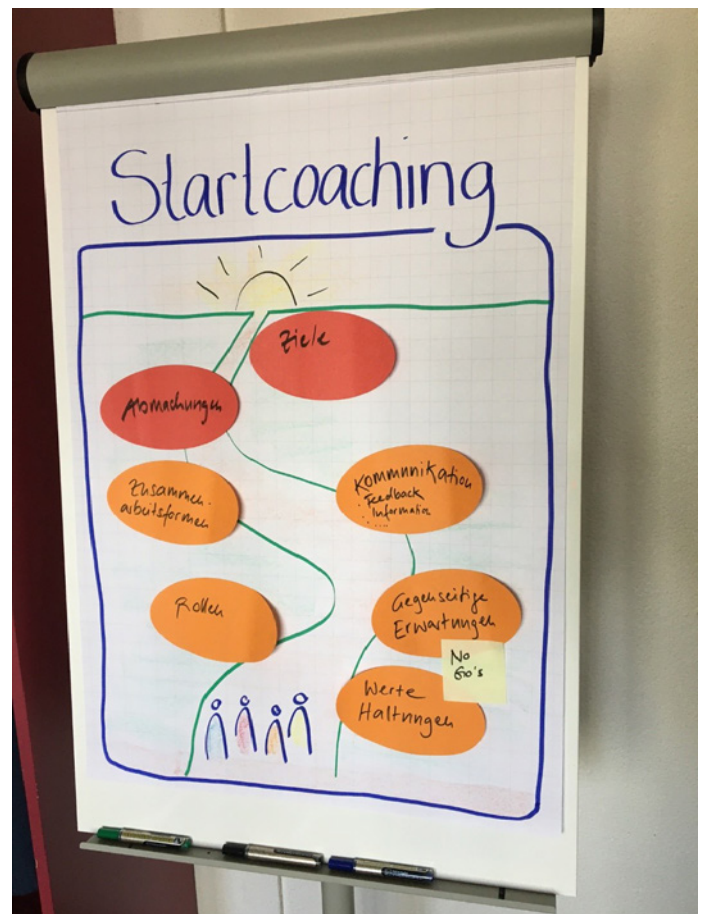 Startcoaching
Ziele
Abmachungen
Zusammen-
arbeitsformen
Kommunikation
Feedback
Information
....
Rollen
Gegenseitige
Erwartungen
No
Go's
Werte
Haltungen